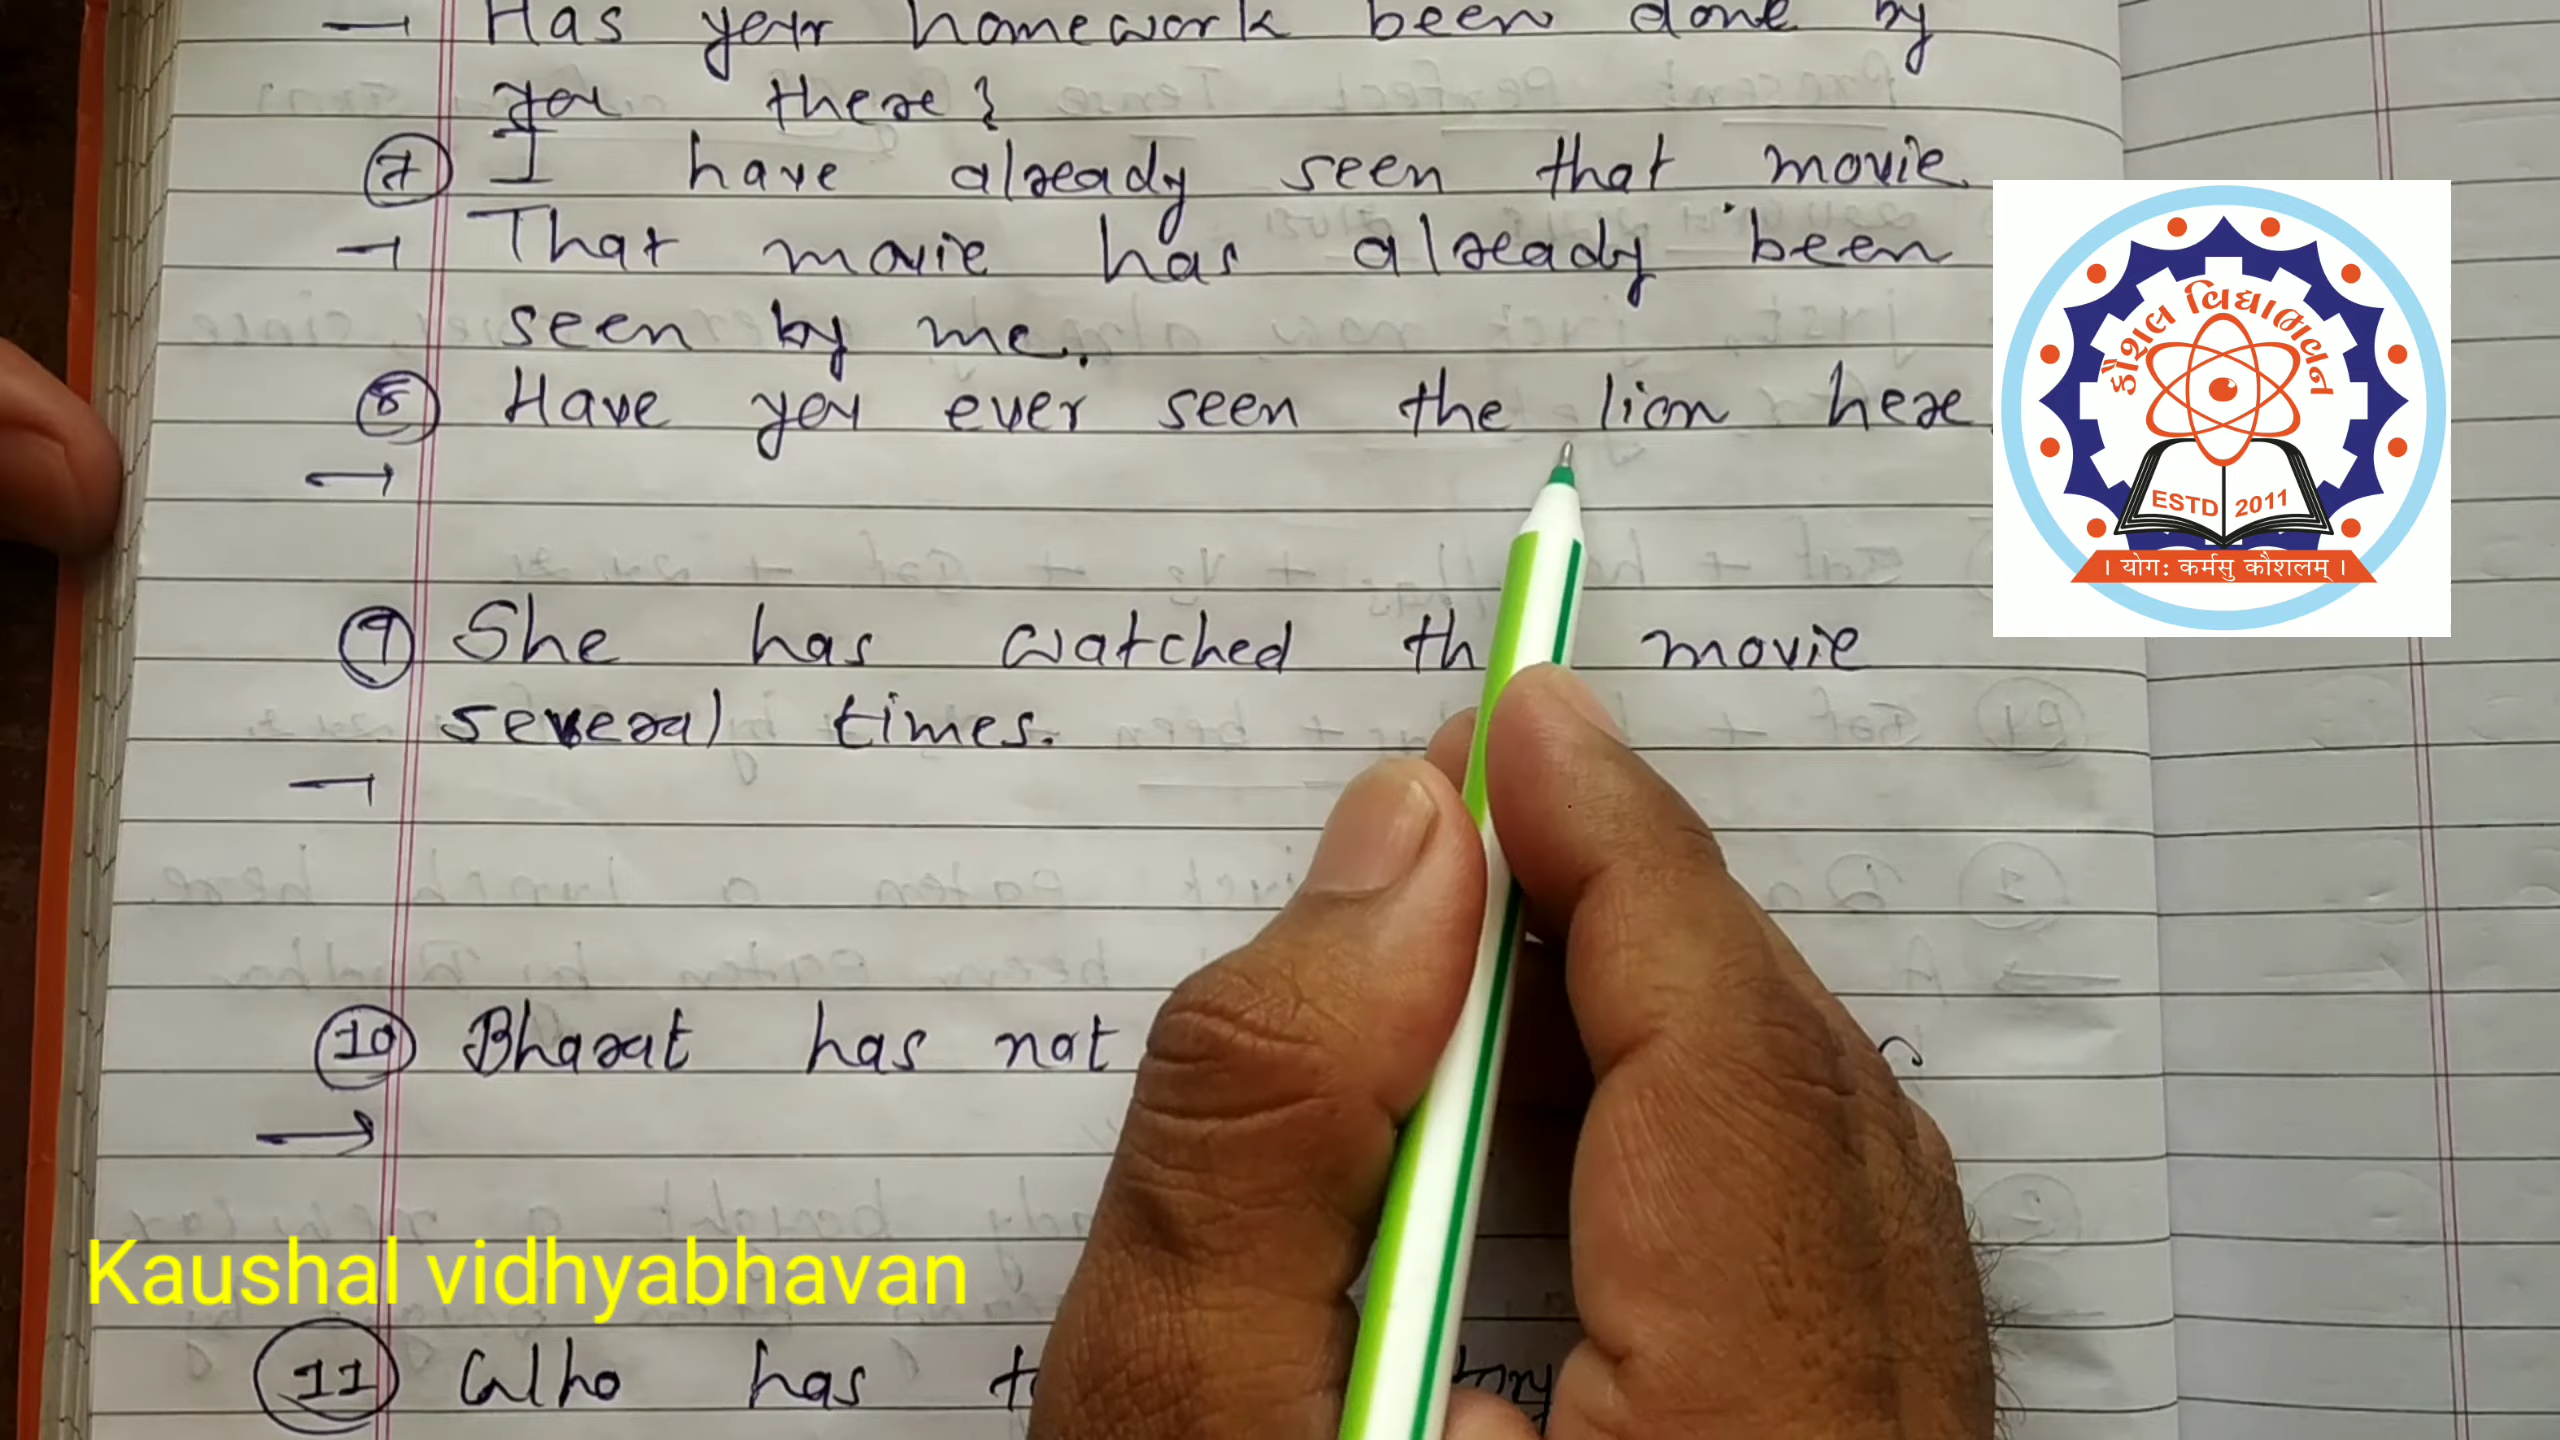 Has your homework been done by
you there?
7 I have already seen that movie.
That movie has already been
seen by me.
8 Have you ever seen the lion here
9 She has watched th movie
several times.
10 Bharat has not
Kaushal vidhyabhavan
11 Who has
કૌશલ વિદ્યાભવન
ESTD 2011
। योगः कर्मसु कौशलम् ।